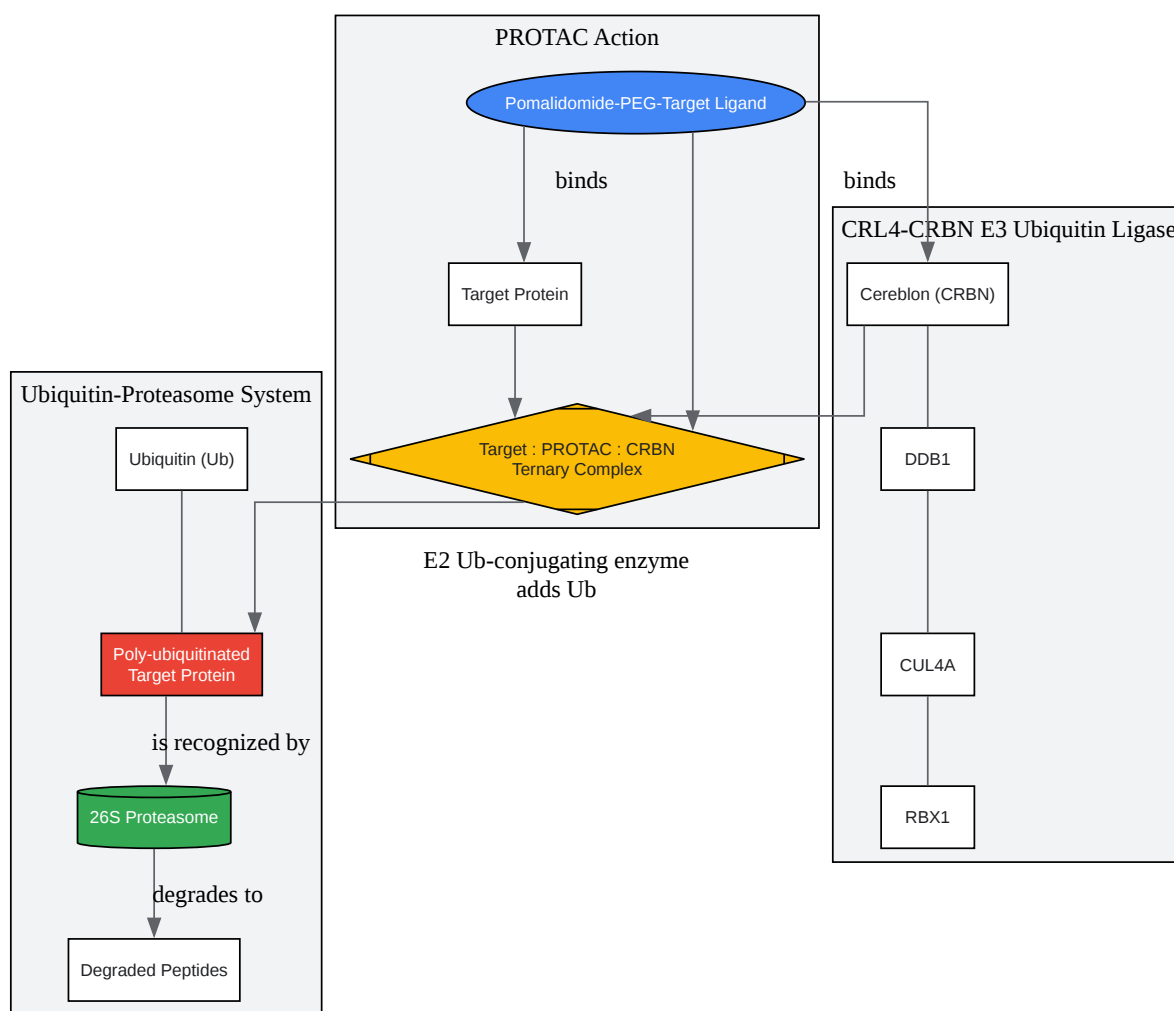 PROTAC Action
Pomalidomide-PEG-Target Ligand
binds
binds
CRL4-CRBN E3 Ubiquitin Ligase
Target Protein
Cereblon (CRBN)
Ubiquitin-Proteasome System
Ubiquitin (Ub)
Target : PROTAC : CRBN
Ternary Complex
DDB1
E2 Ub-conjugating enzyme
adds Ub
Poly-ubiquitinated
Target Protein
CUL4A
is recognized by
26S Proteasome
RBX1
degrades to
Degraded Peptides